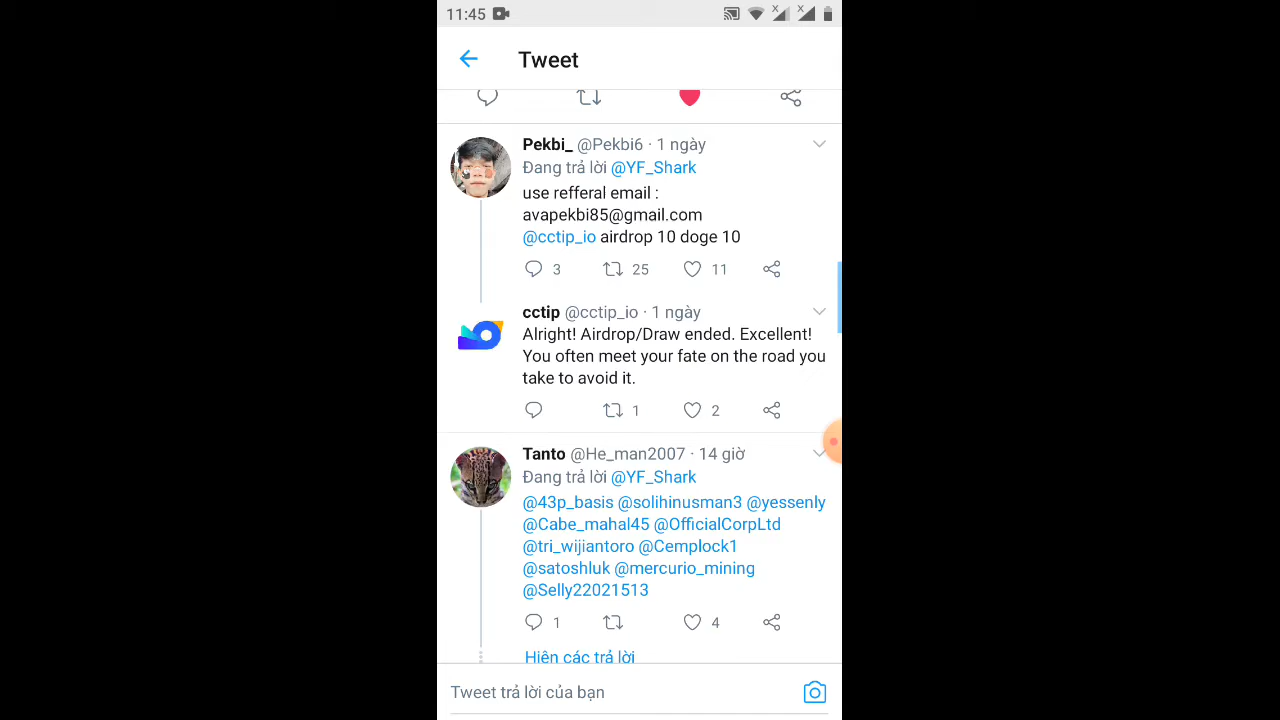 11:45
Tweet
Pekbi_ @Pekbi6 · 1 ngày
Đang trả lời @YF_Shark
use refferal email :
avapekbi85@gmail.com
@cctip_io airdrop 10 doge 10
3 25 11
cctip @cctip_io · 1 ngày
Alright! Airdrop/Draw ended. Excellent!
You often meet your fate on the road you
take to avoid it.
1 2
Tanto @He_man2007 · 14 giờ
Đang trả lời @YF_Shark
@43p_basis @solihinusman3 @yessenly
@Cabe_mahal45 @OfficialCorpLtd
@tri_wijiantoro @Cemplock1
@satoshluk @mercurio_mining
@Selly22021513
1 4
Hiện các trả lời
Tweet trả lời của bạn